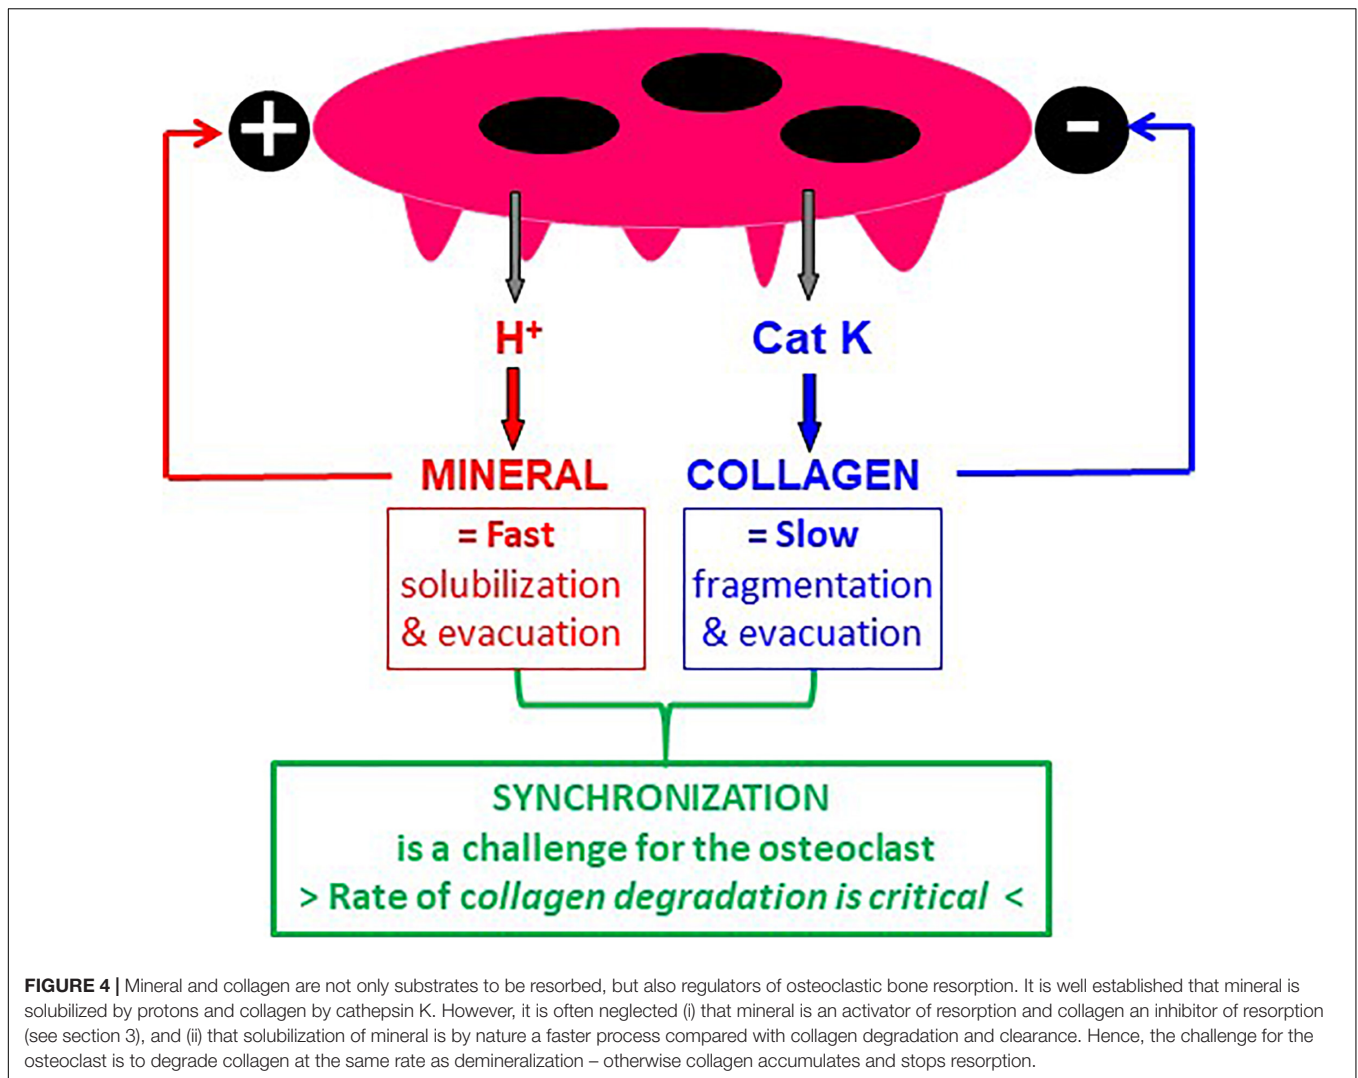 +
-
H+
Cat K
MINERAL
COLLAGEN
= Fast
solubilization
& evacuation
= Slow
fragmentation
& evacuation
SYNCHRONIZATION
is a challenge for the osteoclast
> Rate of collagen degradation is critical <
FIGURE 4 | Mineral and collagen are not only substrates to be resorbed, but also regulators of osteoclastic bone resorption. It is well established that mineral is
solubilized by protons and collagen by cathepsin K. However, it is often neglected (i) that mineral is an activator of resorption and collagen an inhibitor of resorption
(see section 3), and (ii) that solubilization of mineral is by nature a faster process compared with collagen degradation and clearance. Hence, the challenge for the
osteoclast is to degrade collagen at the same rate as demineralization – otherwise collagen accumulates and stops resorption.